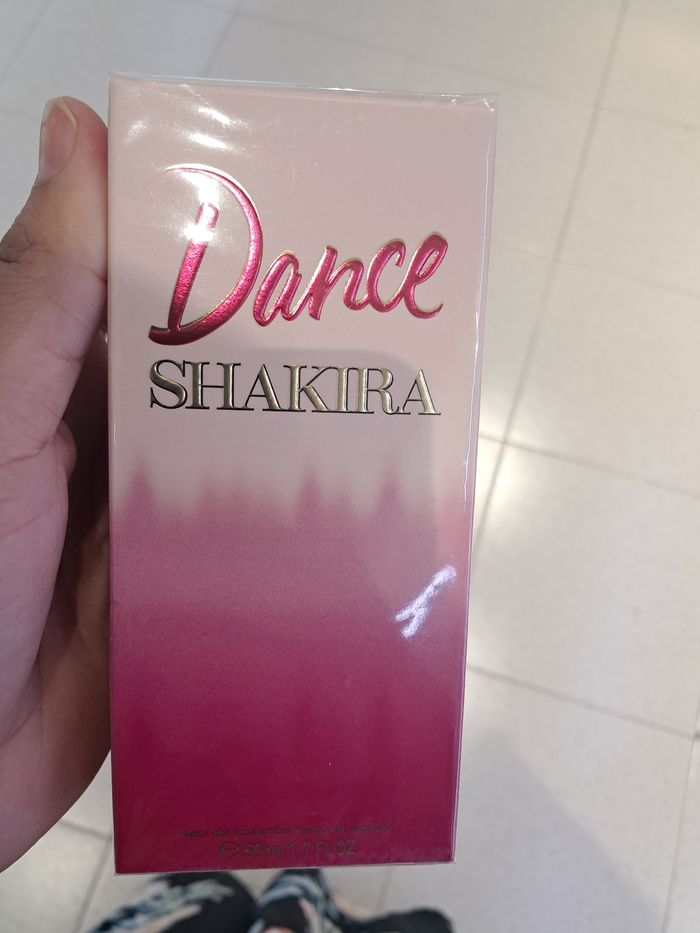 Dance
SHAKIRA
eau de toilette natural spray
℮ 50 ml 1.7 FL OZ